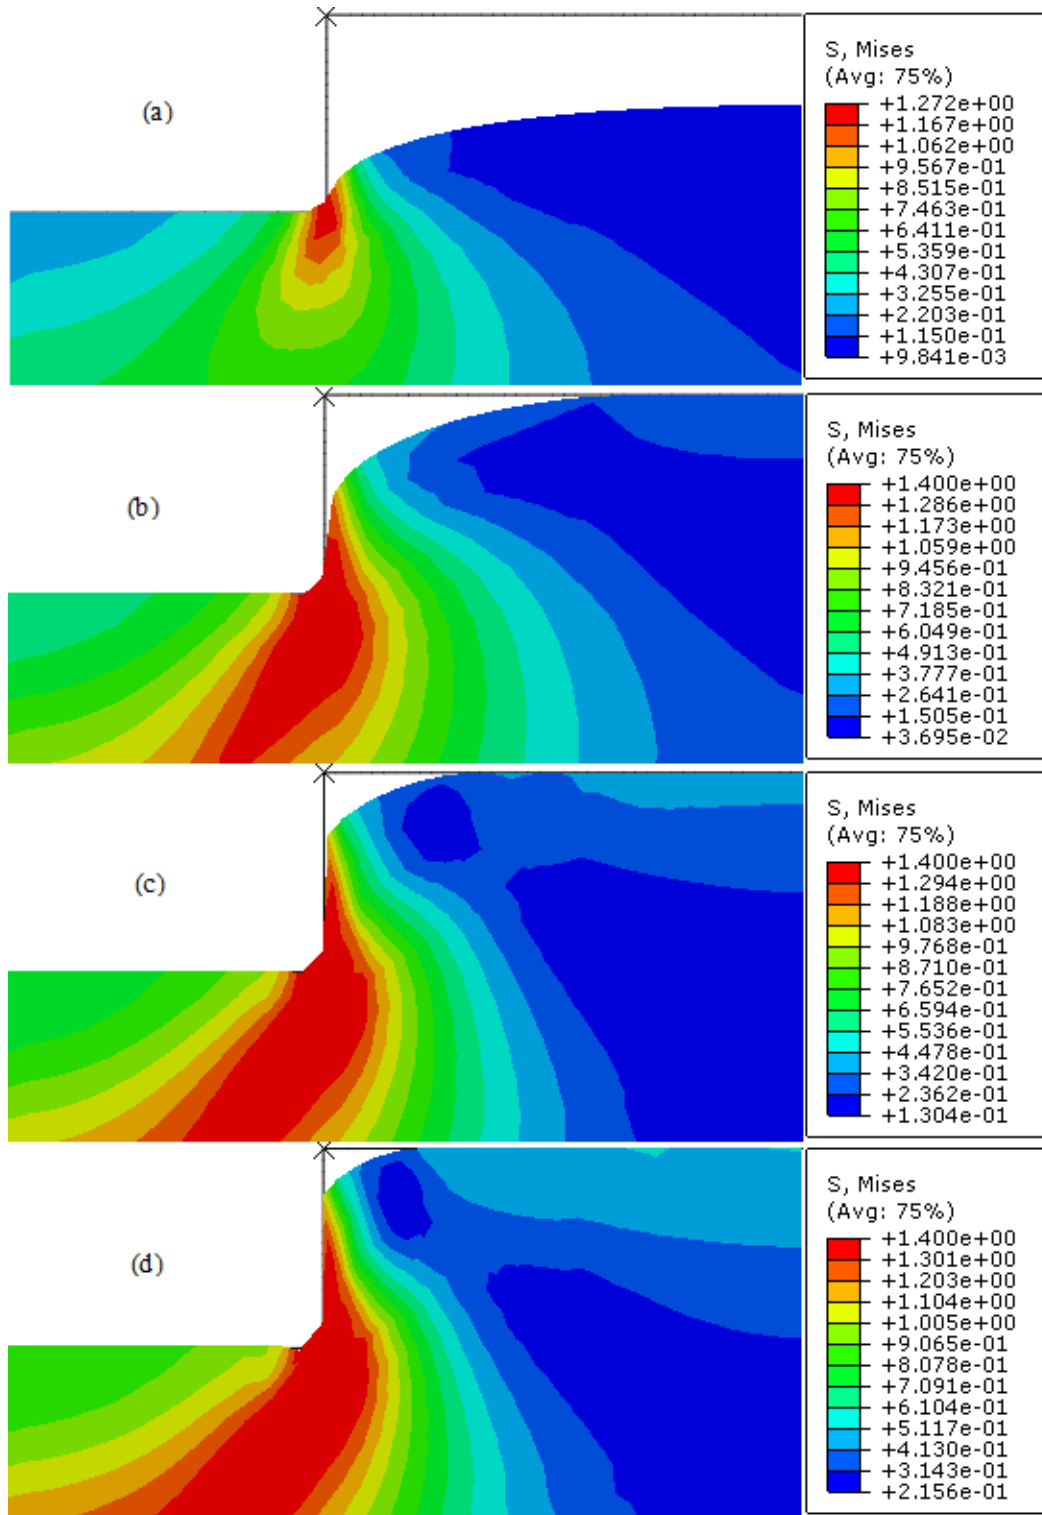 (a)
S, Mises
(Avg: 75%)
+1.272e+00
+1.167e+00
+1.062e+00
+9.567e-01
+8.515e-01
+7.463e-01
+6.411e-01
+5.359e-01
+4.307e-01
+3.255e-01
+2.203e-01
+1.150e-01
+9.841e-03
(b)
S, Mises
(Avg: 75%)
+1.400e+00
+1.286e+00
+1.173e+00
+1.059e+00
+9.456e-01
+8.321e-01
+7.185e-01
+6.049e-01
+4.913e-01
+3.777e-01
+2.641e-01
+1.505e-01
+3.695e-02
(c)
S, Mises
(Avg: 75%)
+1.400e+00
+1.294e+00
+1.188e+00
+1.083e+00
+9.768e-01
+8.710e-01
+7.652e-01
+6.594e-01
+5.536e-01
+4.478e-01
+3.420e-01
+2.362e-01
+1.304e-01
(d)
S, Mises
(Avg: 75%)
+1.400e+00
+1.301e+00
+1.203e+00
+1.104e+00
+1.005e+00
+9.065e-01
+8.078e-01
+7.091e-01
+6.104e-01
+5.117e-01
+4.130e-01
+3.143e-01
+2.156e-01